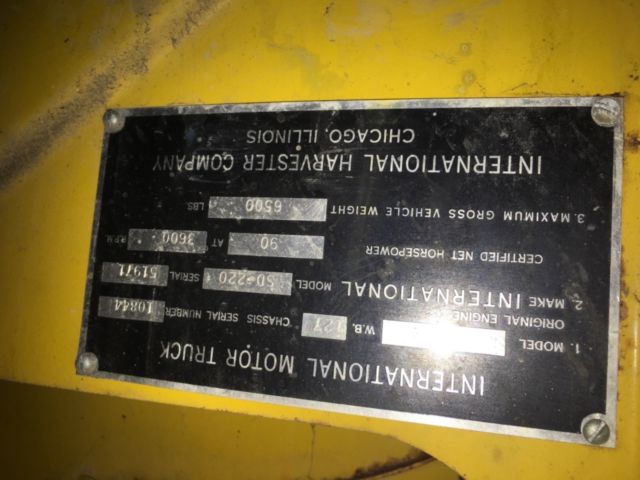 INTERNATIONAL MOTOR TRUCK
1. MODEL W.B. 127 CHASSIS SERIAL NUMBER 10844
ORIGINAL ENGINE
2. MAKE INTERNATIONAL MODEL SD-220 SERIAL 51971
CERTIFIED NET HORSEPOWER 90 AT 3600 R.P.M.
3. MAXIMUM GROSS VEHICLE WEIGHT 6500 LBS.
INTERNATIONAL HARVESTER COMPANY
CHICAGO, ILLINOIS